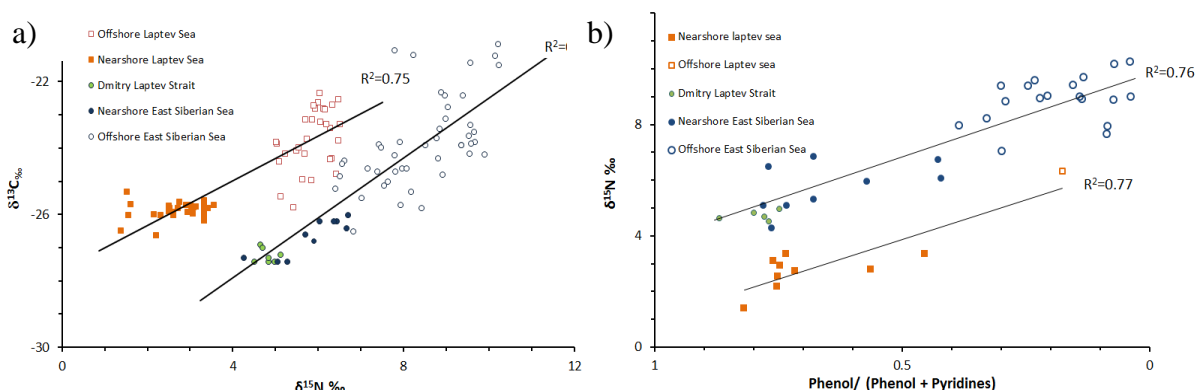 a)
Offshore Laptev Sea
Nearshore Laptev Sea
Dmitry Laptev Strait
Nearshore East Siberian Sea
Offshore East Siberian Sea
R²=0.75
R²=
-22
-26
-30
δ¹³C‰
0 4 8 12
δ¹⁵N ‰
b)
Nearshore laptev sea
Offshore Laptev sea
Dmitry Laptev Strait
Nearshore East Siberian Sea
Offshore East Siberian Sea
R²=0.76
R²=0.77
8
4
0
δ¹⁵N ‰
1 0.5 0
Phenol/ (Phenol + Pyridines)